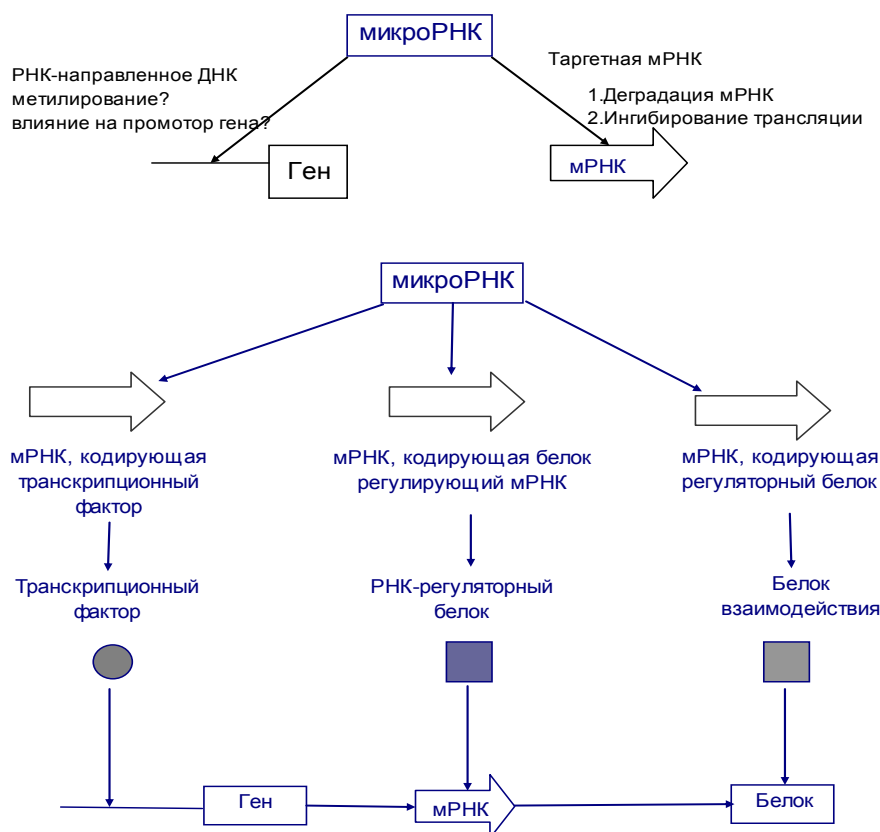 микроРНК
РНК-направленное ДНК
метилирование?
влияние на промотор гена?
Таргетная мРНК
1.Деградация мРНК
2.Ингибирование трансляции
Ген
мРНК
микроРНК
мРНК, кодирующая
транскрипционный
фактор
мРНК, кодирующая белок
регулирующий мРНК
мРНК, кодирующая
регуляторный белок
Транскрипционный
фактор
РНК-регуляторный
белок
Белок
взаимодействия
Ген
мРНК
Белок